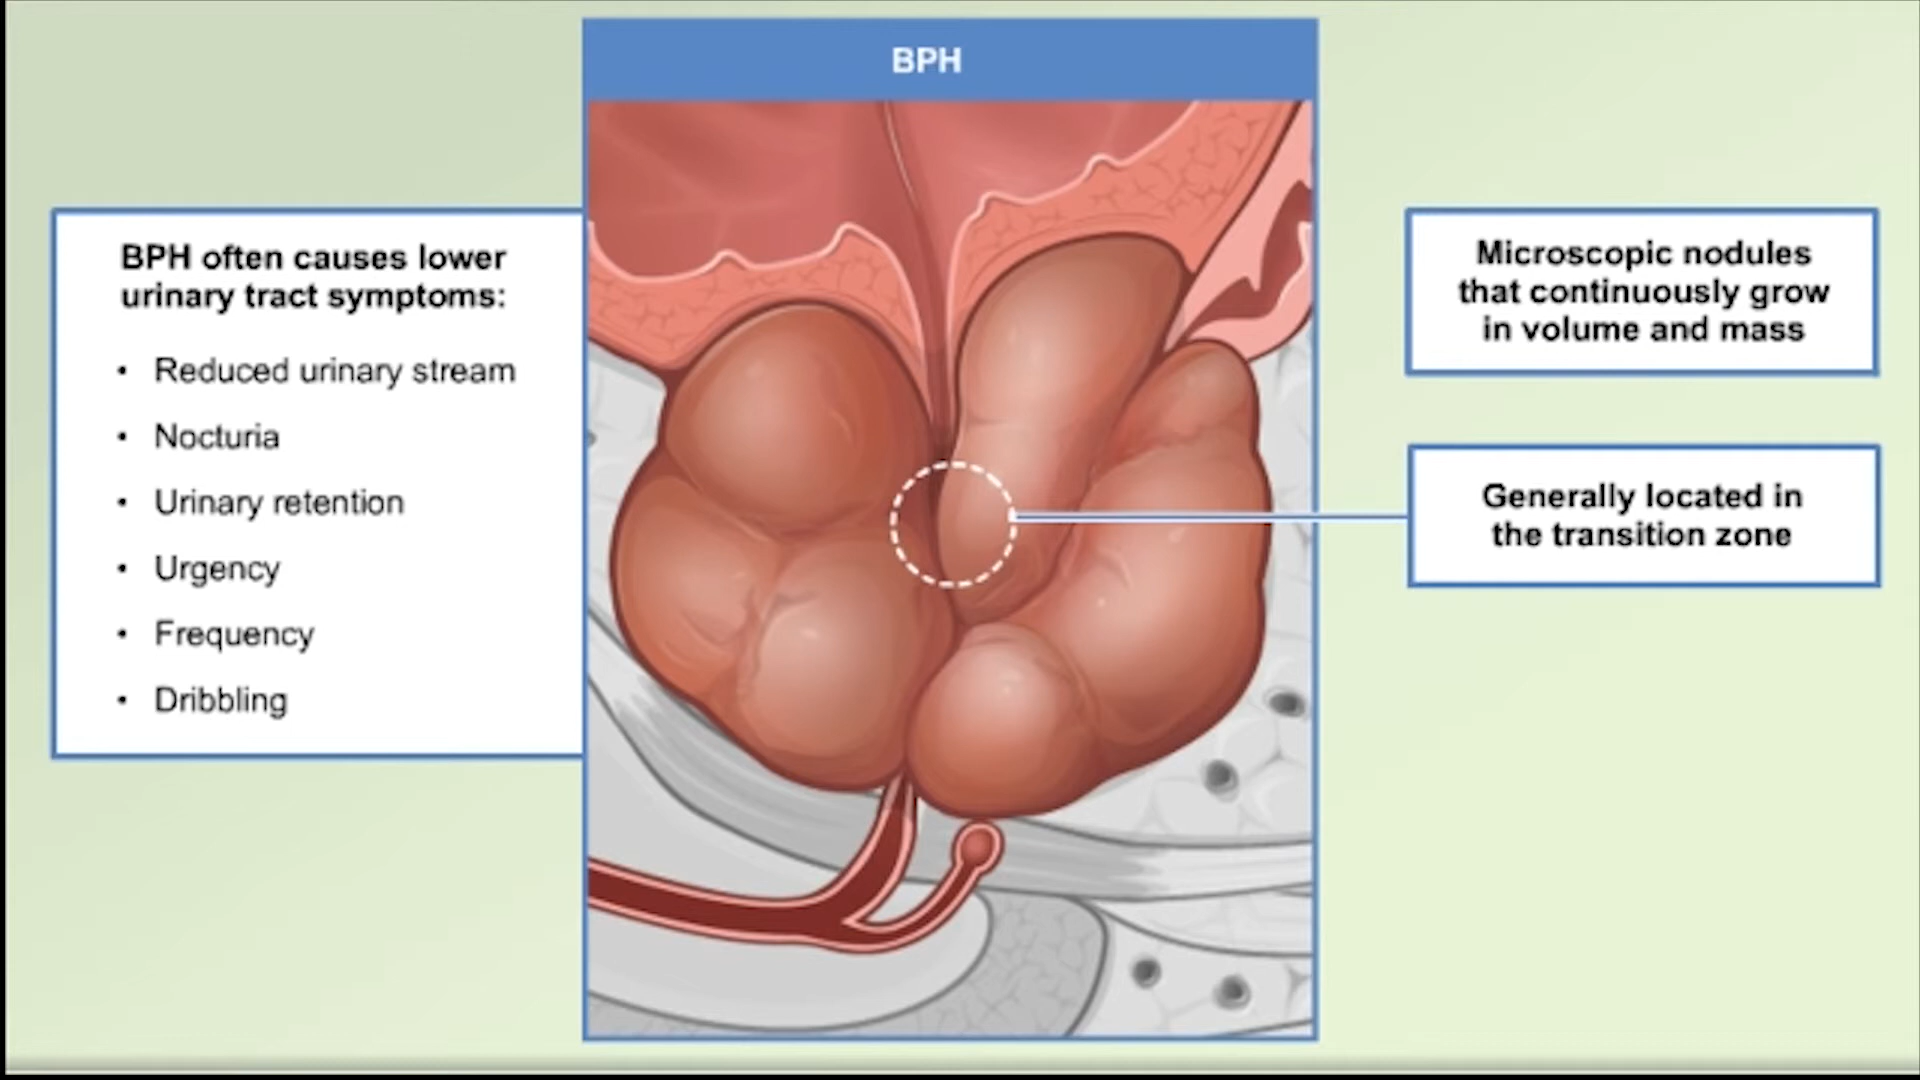 BPH
BPH often causes lower
urinary tract symptoms:
• Reduced urinary stream
• Nocturia
• Urinary retention
• Urgency
• Frequency
• Dribbling
Microscopic nodules
that continuously grow
in volume and mass
Generally located in
the transition zone